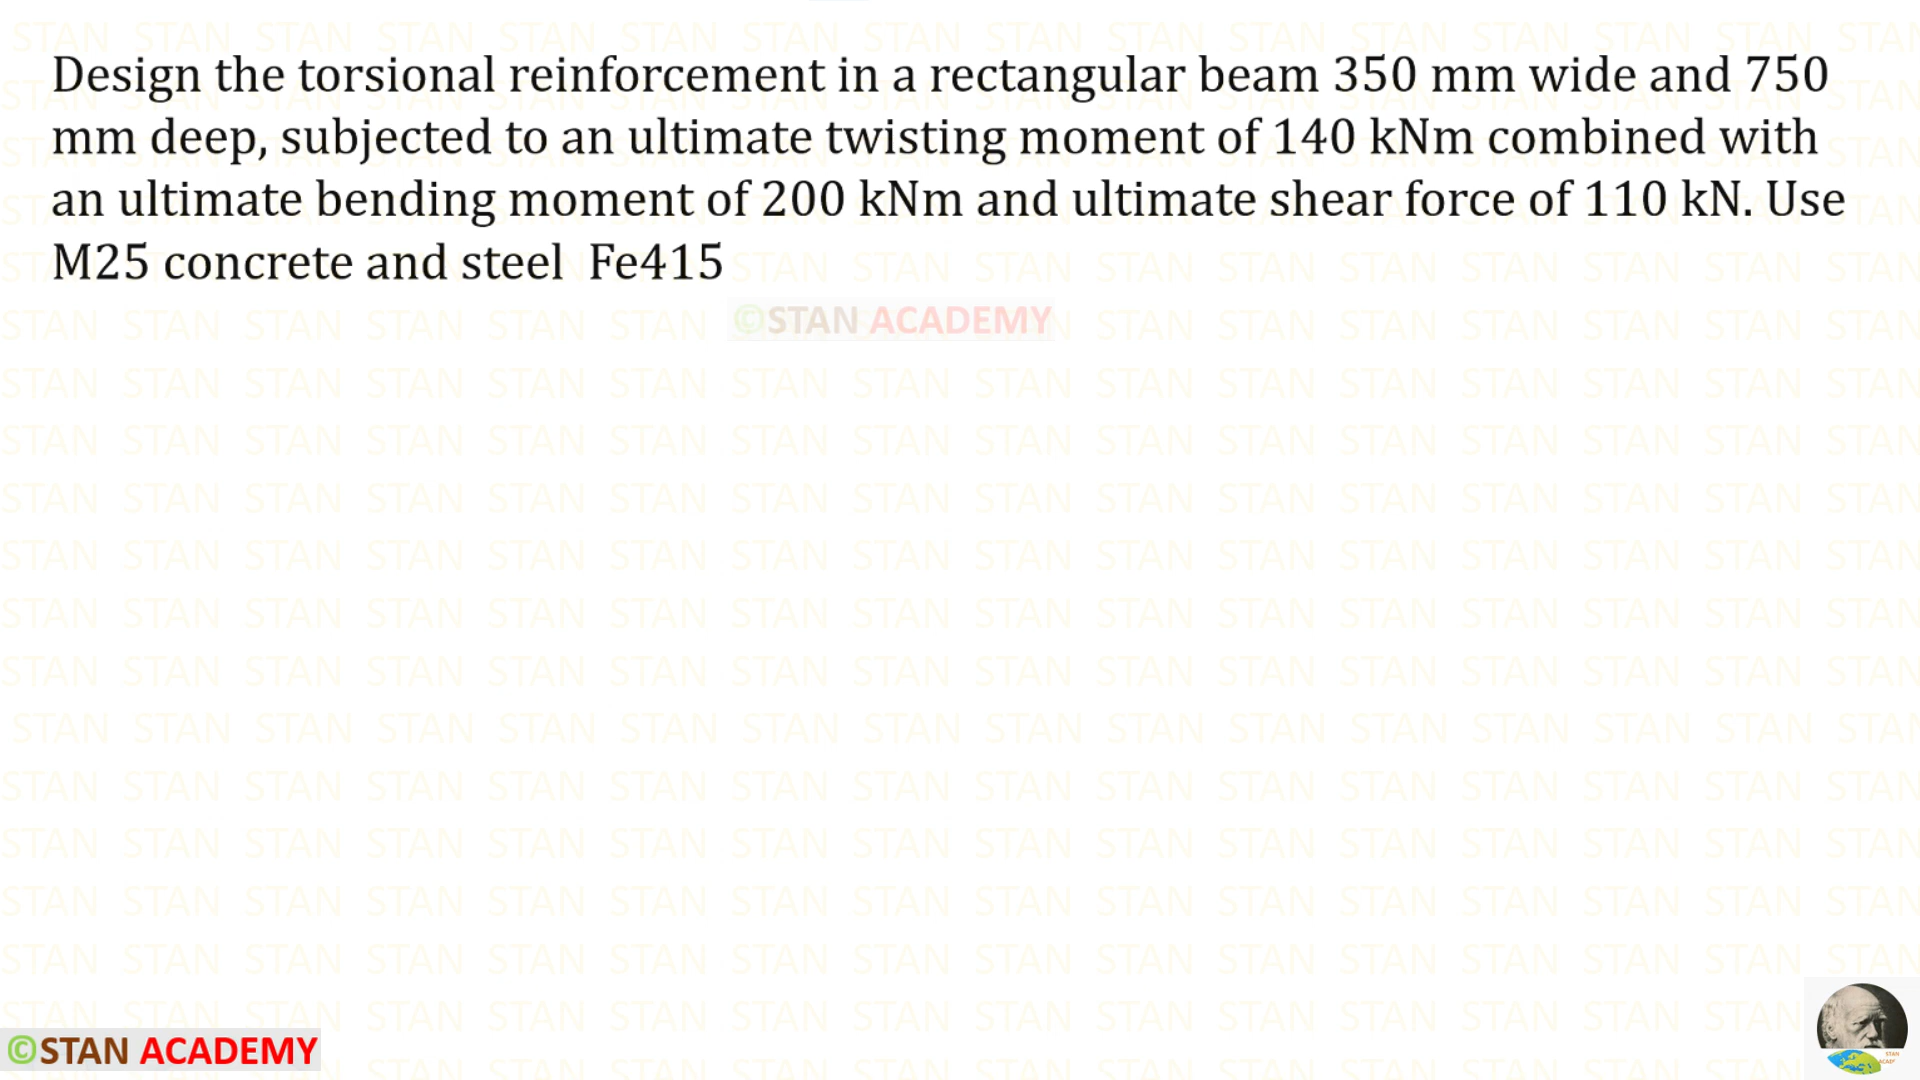 Design the torsional reinforcement in a rectangular beam 350 mm wide and 750
mm deep, subjected to an ultimate twisting moment of 140 kNm combined with
an ultimate bending moment of 200 kNm and ultimate shear force of 110 kN. Use
M25 concrete and steel Fe415
©STAN ACADEMY
©STAN ACADEMY